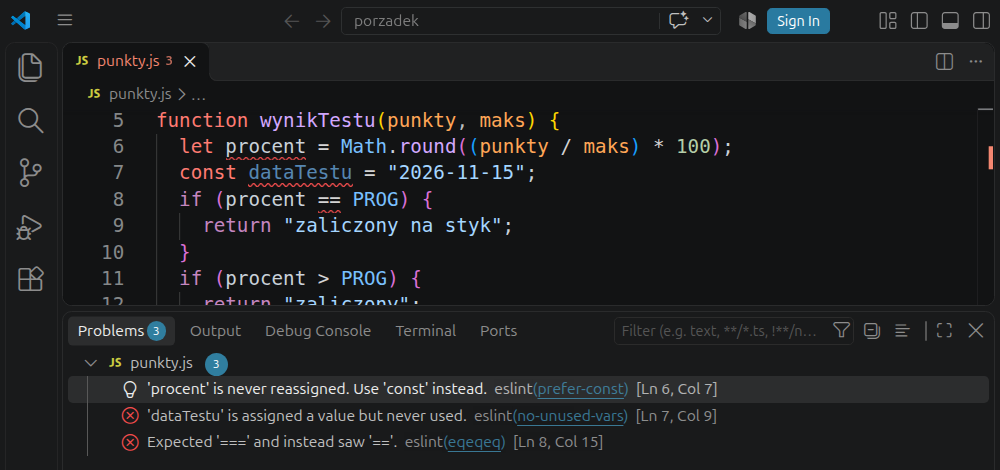 porzadek
Sign In
JS punkty.js 3
JS punkty.js > ...
5 function wynikTestu(punkty, maks) {
6 let procent = Math.round((punkty / maks) * 100);
7 const dataTestu = "2026-11-15";
8 if (procent == PROG) {
9 return "zaliczony na styk";
10 }
11 if (procent > PROG) {
12 return "zaliczony";
Problems 3 Output Debug Console Terminal Ports Filter (e.g. text, **/*.ts, !**/n...
JS punkty.js 3
'procent' is never reassigned. Use 'const' instead. eslint(prefer-const) [Ln 6, Col 7]
'dataTestu' is assigned a value but never used. eslint(no-unused-vars) [Ln 7, Col 9]
Expected '===' and instead saw '=='. eslint(eqeqeq) [Ln 8, Col 15]